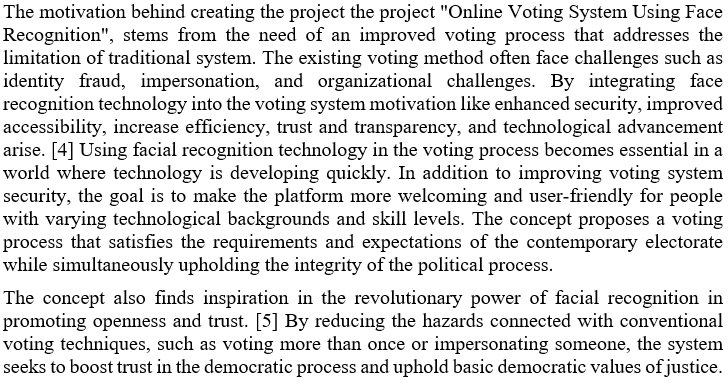 The motivation behind creating the project the project "Online Voting System Using Face
Recognition", stems from the need of an improved voting process that addresses the
limitation of traditional system. The existing voting method often face challenges such as
identity fraud, impersonation, and organizational challenges. By integrating face
recognition technology into the voting system motivation like enhanced security, improved
accessibility, increase efficiency, trust and transparency, and technological advancement
arise. [4] Using facial recognition technology in the voting process becomes essential in a
world where technology is developing quickly. In addition to improving voting system
security, the goal is to make the platform more welcoming and user-friendly for people
with varying technological backgrounds and skill levels. The concept proposes a voting
process that satisfies the requirements and expectations of the contemporary electorate
while simultaneously upholding the integrity of the political process.
The concept also finds inspiration in the revolutionary power of facial recognition in
promoting openness and trust. [5] By reducing the hazards connected with conventional
voting techniques, such as voting more than once or impersonating someone, the system
seeks to boost trust in the democratic process and uphold basic democratic values of justice.